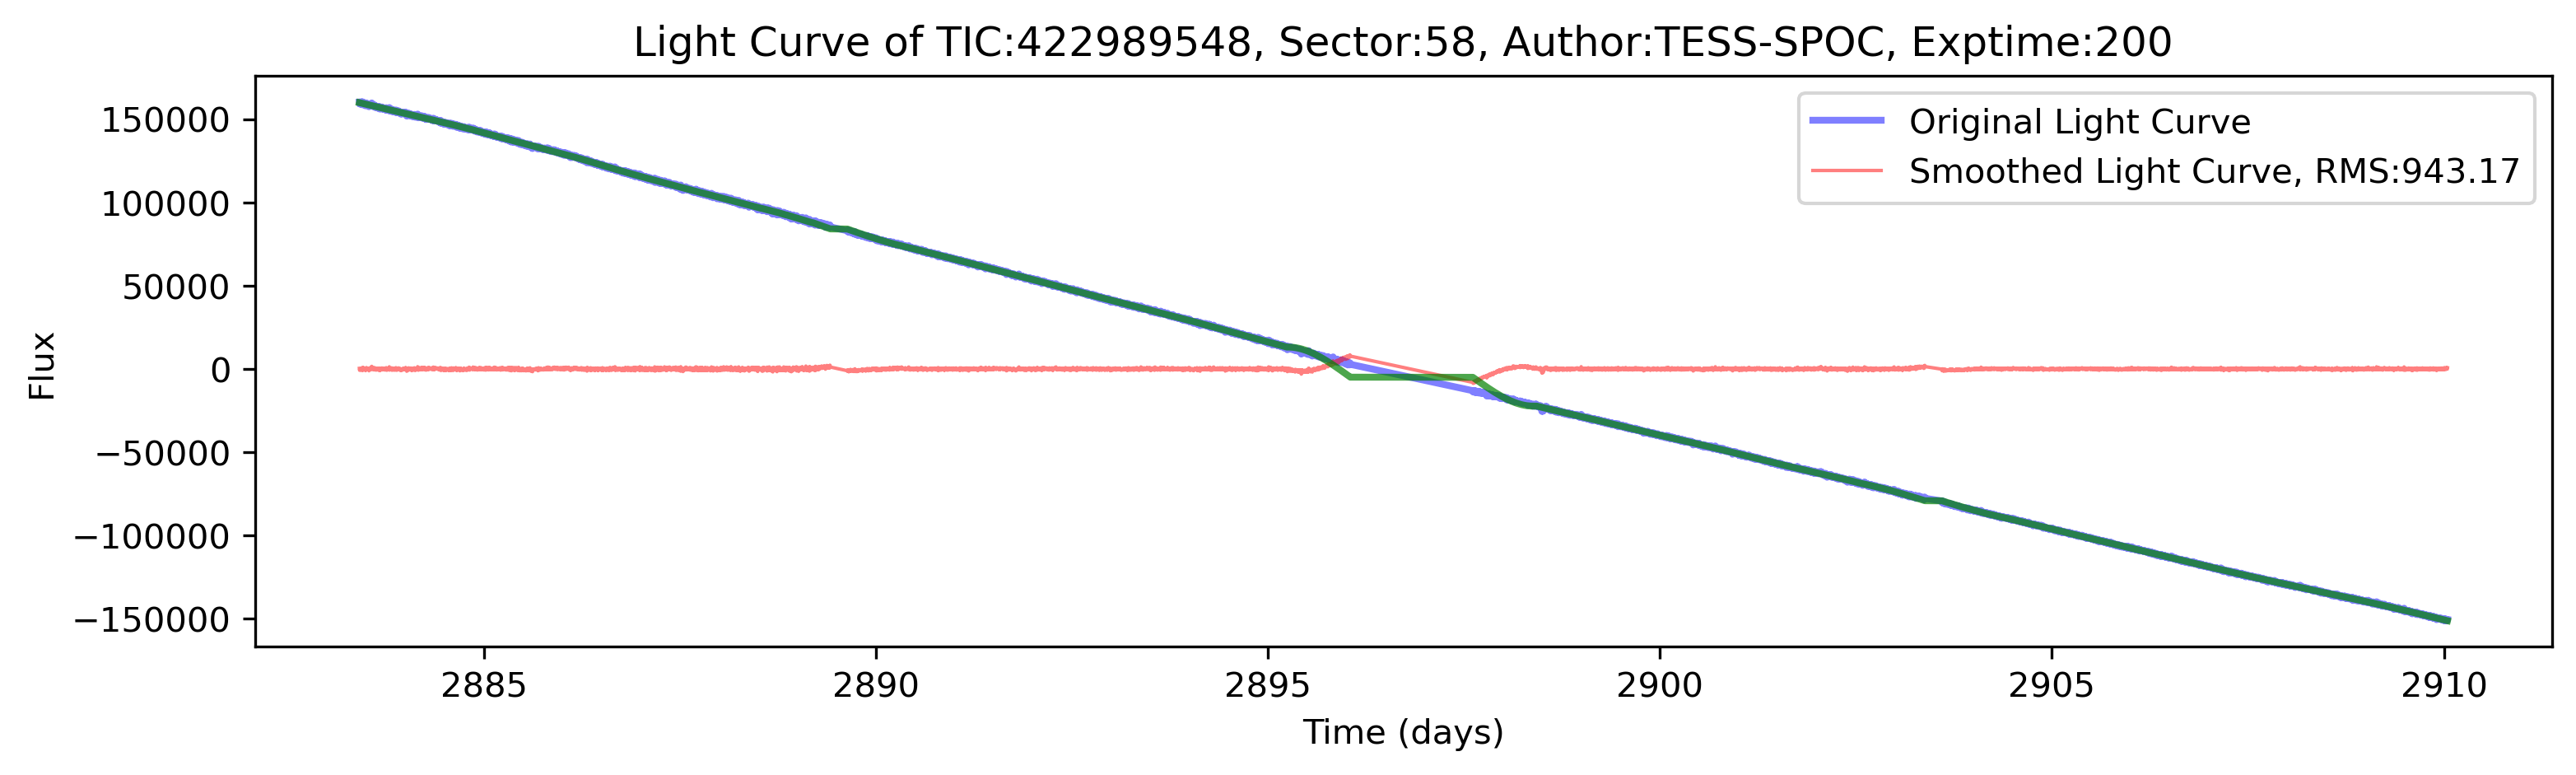 Light Curve of TIC:422989548, Sector:58, Author:TESS-SPOC, Exptime:200
Original Light Curve
Smoothed Light Curve, RMS:943.17
Flux
150000
100000
50000
0
−50000
−100000
−150000
2885 2890 2895 2900 2905 2910
Time (days)